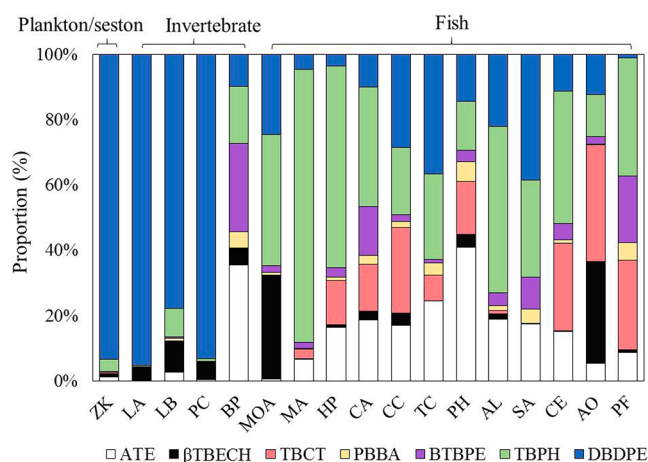 Plankton/seston Invertebrate Fish
100%
80%
60%
40%
20%
0%
Proportion (%)
ZK LA LB PC BP MOA MA HP CA CC TC PH AL SA CE AO PF
ATE βTBECH TBCT PBBA BTBPE TBPH DBDPE